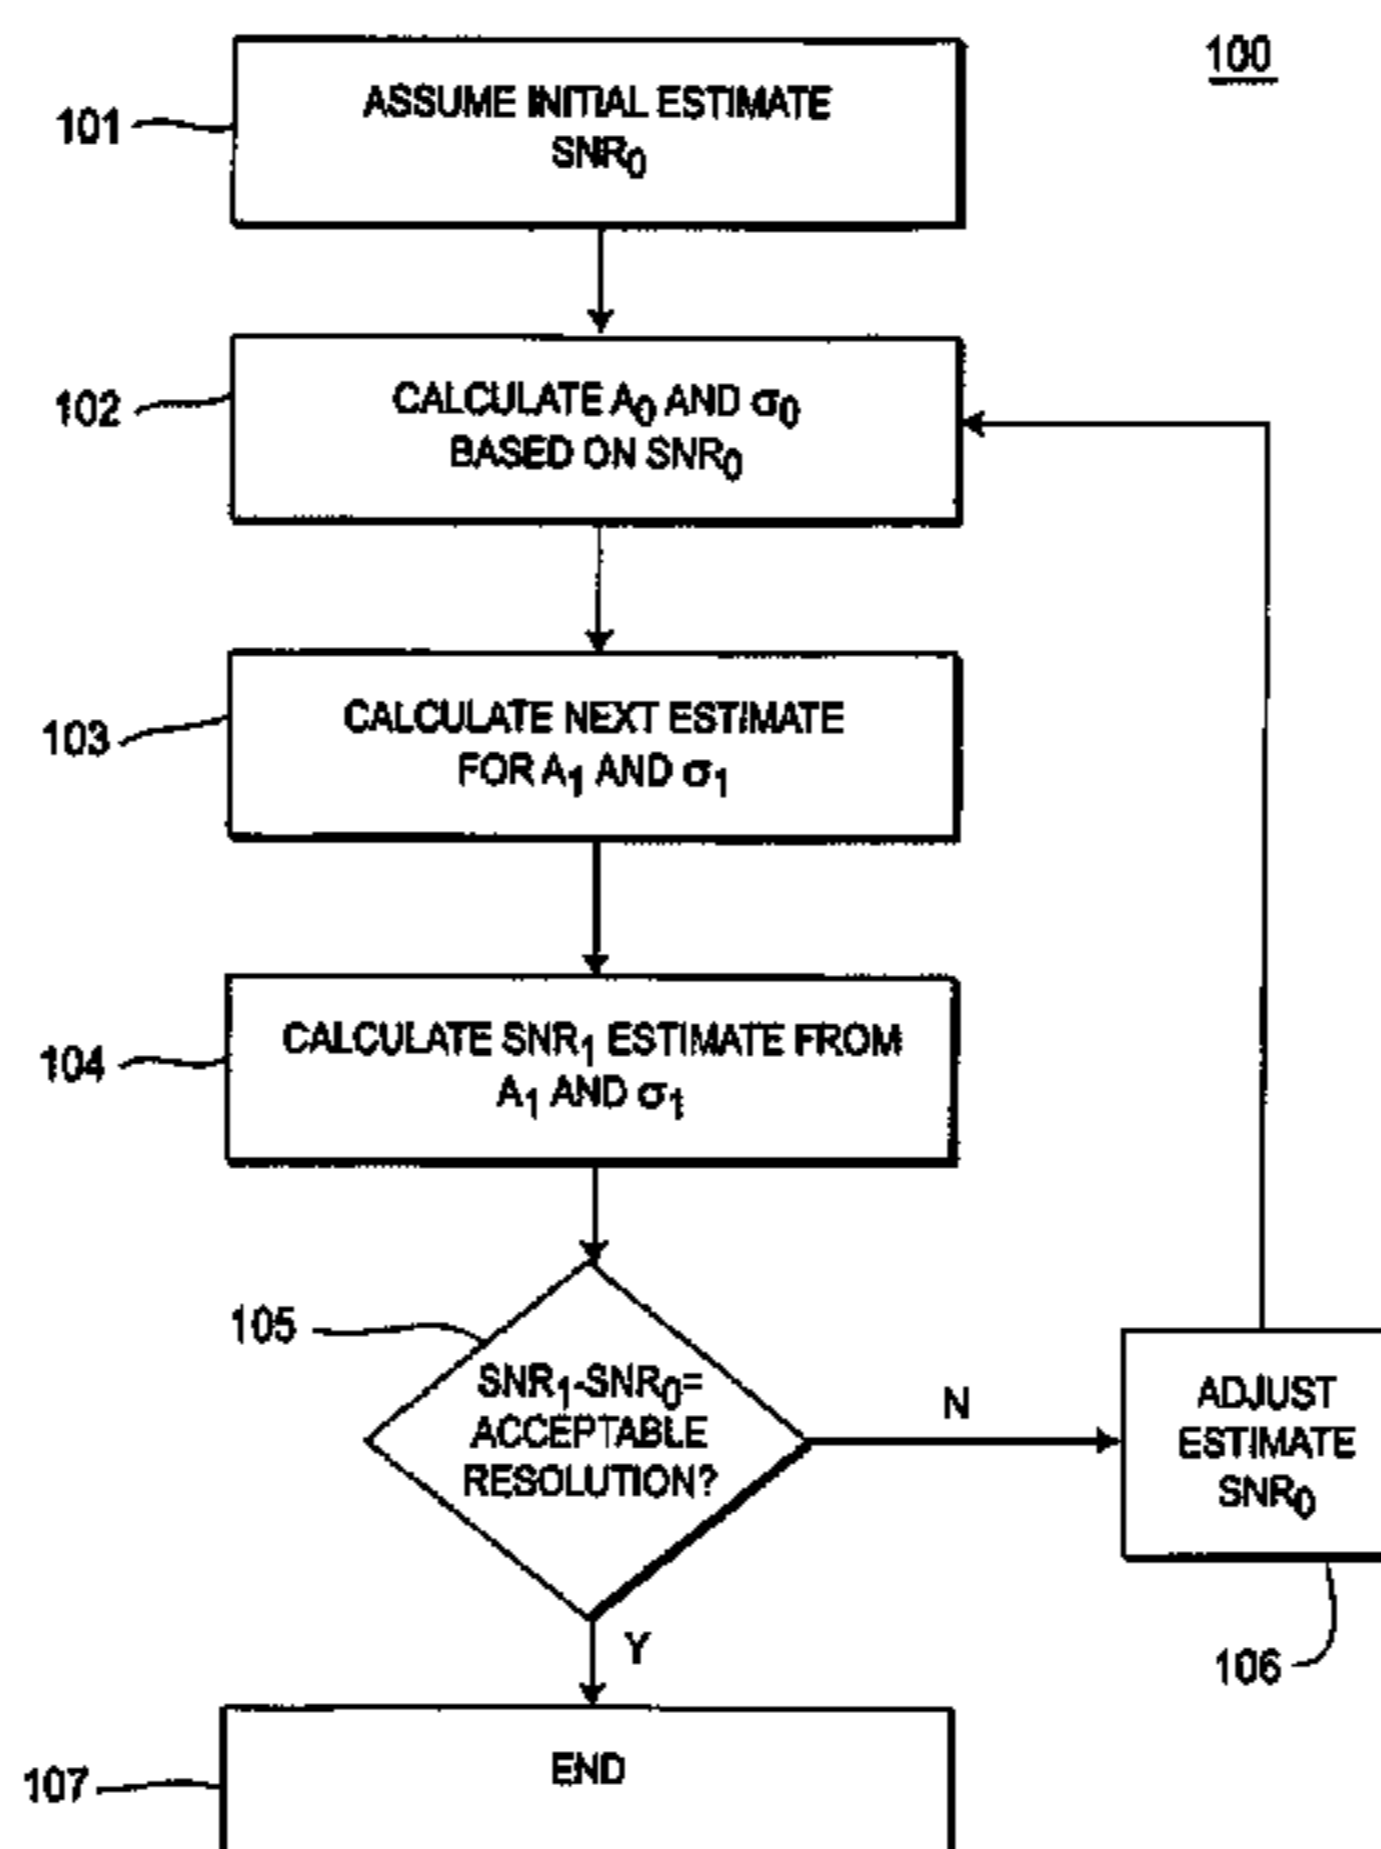 100
101
ASSUME INITIAL ESTIMATE
SNR₀
102
CALCULATE A₀ AND σ₀
BASED ON SNR₀
103
CALCULATE NEXT ESTIMATE
FOR A₁ AND σ₁
104
CALCULATE SNR₁ ESTIMATE FROM
A₁ AND σ₁
105
SNR₁-SNR₀=
ACCEPTABLE
RESOLUTION?
N
ADJUST
ESTIMATE
SNR₀
106
Y
107
END